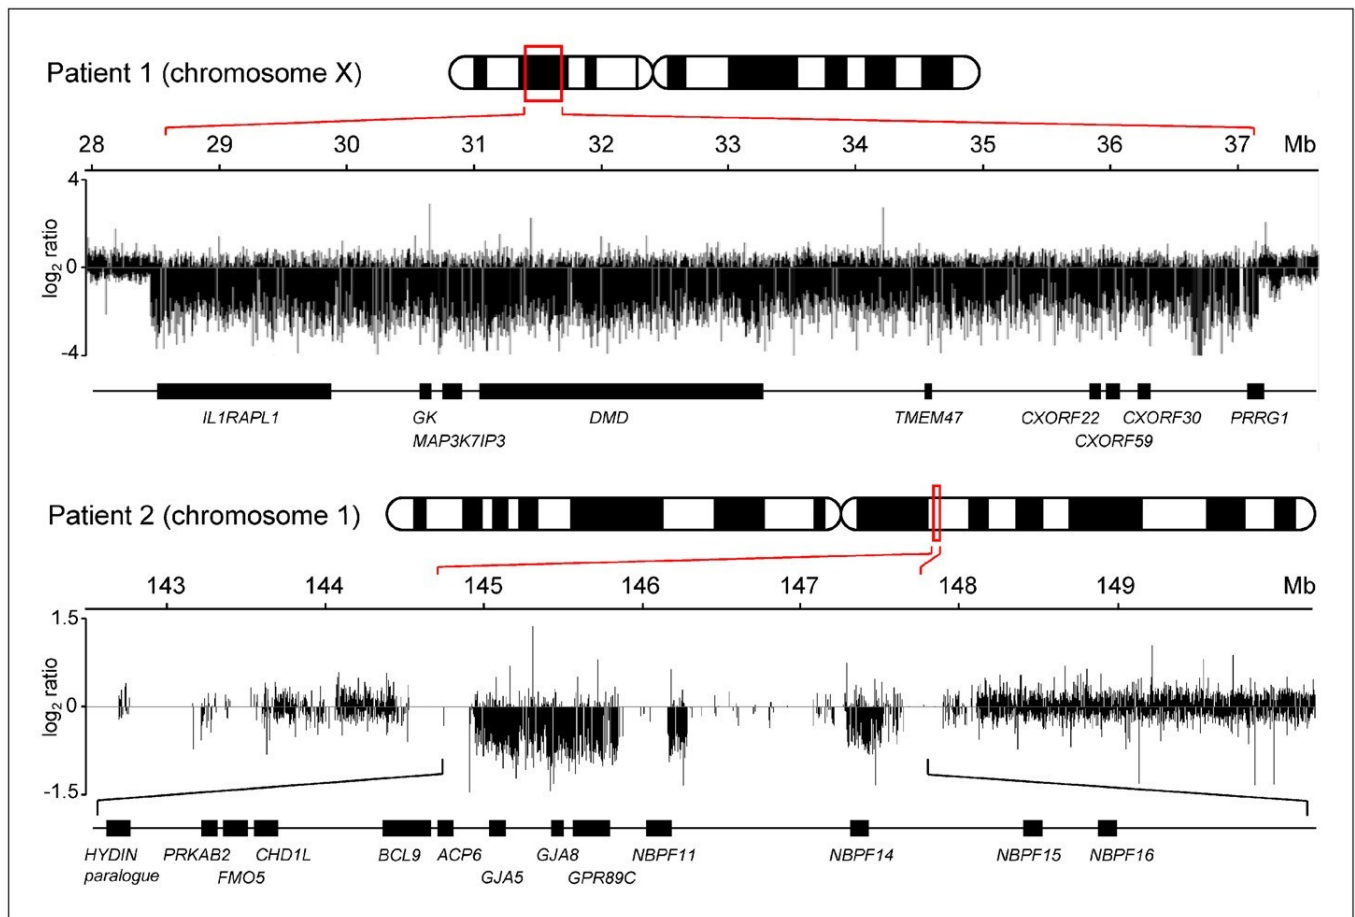 Patient 1 (chromosome X)
28 29 30 31 32 33 34 35 36 37 Mb
4
log₂ ratio
0
-4
IL1RAPL1 GK DMD TMEM47 CXORF22 CXORF30 PRRG1
MAP3K7IP3 CXORF59
Patient 2 (chromosome 1)
143 144 145 146 147 148 149 Mb
1.5
log₂ ratio
0
-1.5
HYDIN PRKAB2 CHD1L BCL9 ACP6 GJA8 NBPF11 NBPF14 NBPF15 NBPF16
paralogue FMO5 GJA5 GPR89C